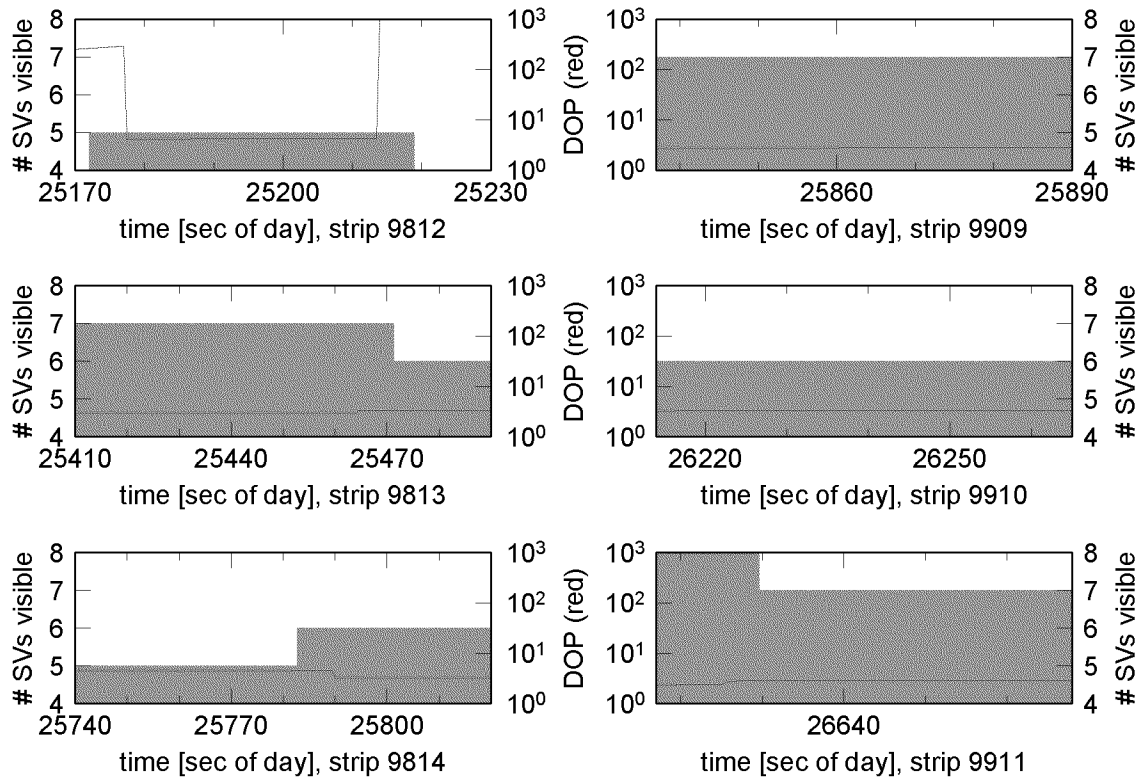 8 10³ 10³ 8
7 7
# SVs visible DOP (red) # SVs visible
10² 10²
6 6
5 10¹ 10¹ 5
4 10⁰ 10⁰ 4
25170 25200 25230 25860 25890
time [sec of day], strip 9812 time [sec of day], strip 9909
8 10³ 10³ 8
7 7
# SVs visible DOP (red) # SVs visible
10² 10²
6 6
5 10¹ 10¹ 5
4 10⁰ 10⁰ 4
25410 25440 25470 26220 26250
time [sec of day], strip 9813 time [sec of day], strip 9910
8 10³ 10³ 8
7 7
# SVs visible DOP (red) # SVs visible
10² 10²
6 6
5 10¹ 10¹ 5
4 10⁰ 10⁰ 4
25740 25770 25800 26640
time [sec of day], strip 9814 time [sec of day], strip 9911